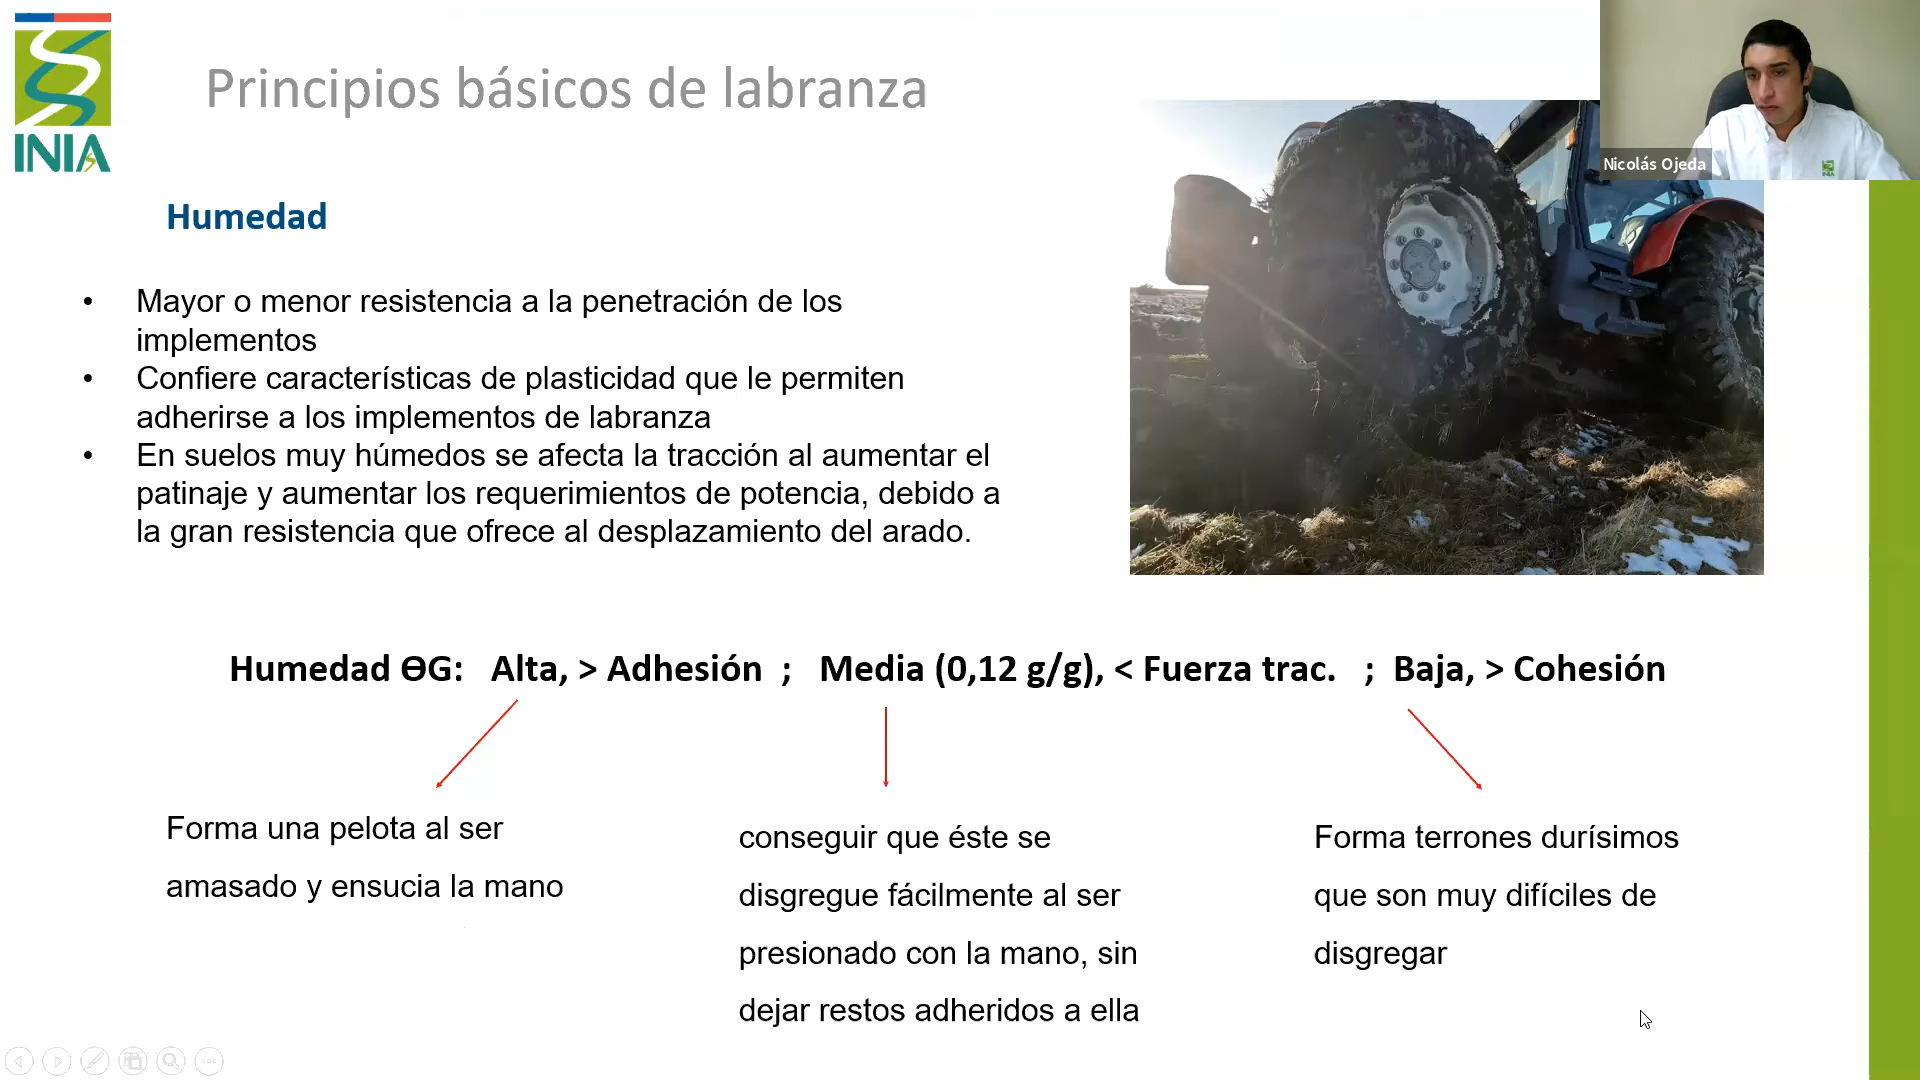 INIA
Principios básicos de labranza
Nicolás Ojeda
Humedad
• Mayor o menor resistencia a la penetración de los
implementos
• Confiere características de plasticidad que le permiten
adherirse a los implementos de labranza
• En suelos muy húmedos se afecta la tracción al aumentar el
patinaje y aumentar los requerimientos de potencia, debido a
la gran resistencia que ofrece al desplazamiento del arado.
Humedad ӨG: Alta, > Adhesión ; Media (0,12 g/g), < Fuerza trac. ; Baja, > Cohesión
Forma una pelota al ser
amasado y ensucia la mano
conseguir que éste se
disgregue fácilmente al ser
presionado con la mano, sin
dejar restos adheridos a ella
Forma terrones durísimos
que son muy difíciles de
disgregar